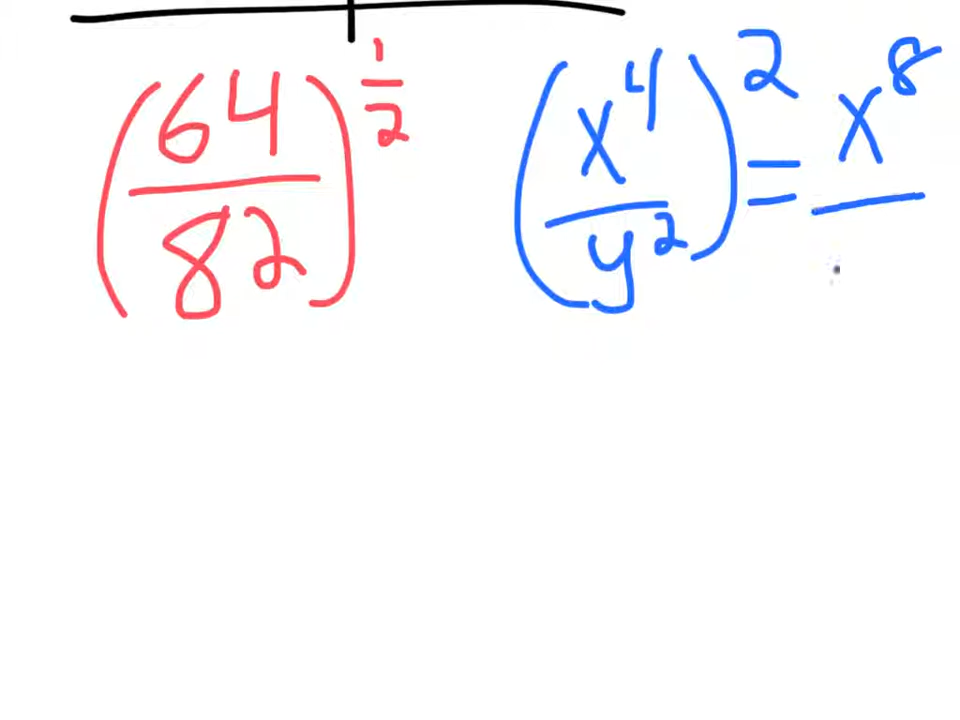 (64/82)^(1/2)
(x^4/y^2)^2 = x^8/